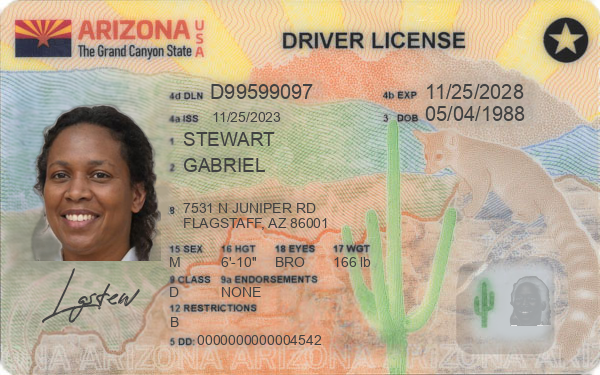 ARIZONA USA
The Grand Canyon State
DRIVER LICENSE
4d DLN D99599097
4b EXP 11/25/2028
4a ISS 11/25/2023
3 DOB 05/04/1988
1 STEWART
2 GABRIEL
8 7531 N JUNIPER RD
FLAGSTAFF, AZ 86001
15 SEX 16 HGT 18 EYES 17 WGT
M 6'-10" BRO 166 lb
9 CLASS 9a ENDORSEMENTS
D NONE
12 RESTRICTIONS
B
5 DD: 0000000000004542
ARIZONA ARIZONA ARIZONA ARIZONA